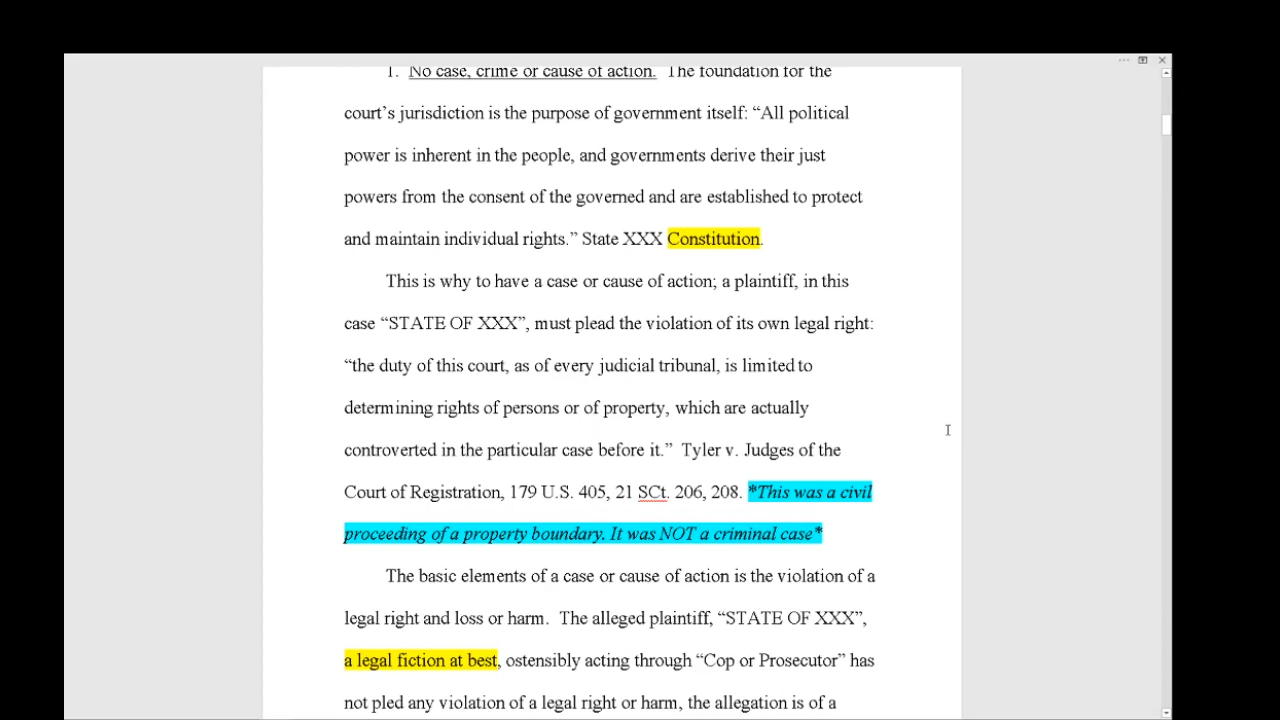 1. No case, crime or cause of action. The foundation for the
court’s jurisdiction is the purpose of government itself: “All political
power is inherent in the people, and governments derive their just
powers from the consent of the governed and are established to protect
and maintain individual rights.” State XXX Constitution.
This is why to have a case or cause of action; a plaintiff, in this
case “STATE OF XXX”, must plead the violation of its own legal right:
“the duty of this court, as of every judicial tribunal, is limited to
determining rights of persons or of property, which are actually
controverted in the particular case before it.” Tyler v. Judges of the
Court of Registration, 179 U.S. 405, 21 SCt. 206, 208. *This was a civil
proceeding of a property boundary. It was NOT a criminal case*
The basic elements of a case or cause of action is the violation of a
legal right and loss or harm. The alleged plaintiff, “STATE OF XXX”,
a legal fiction at best, ostensibly acting through “Cop or Prosecutor” has
not pled any violation of a legal right or harm, the allegation is of a